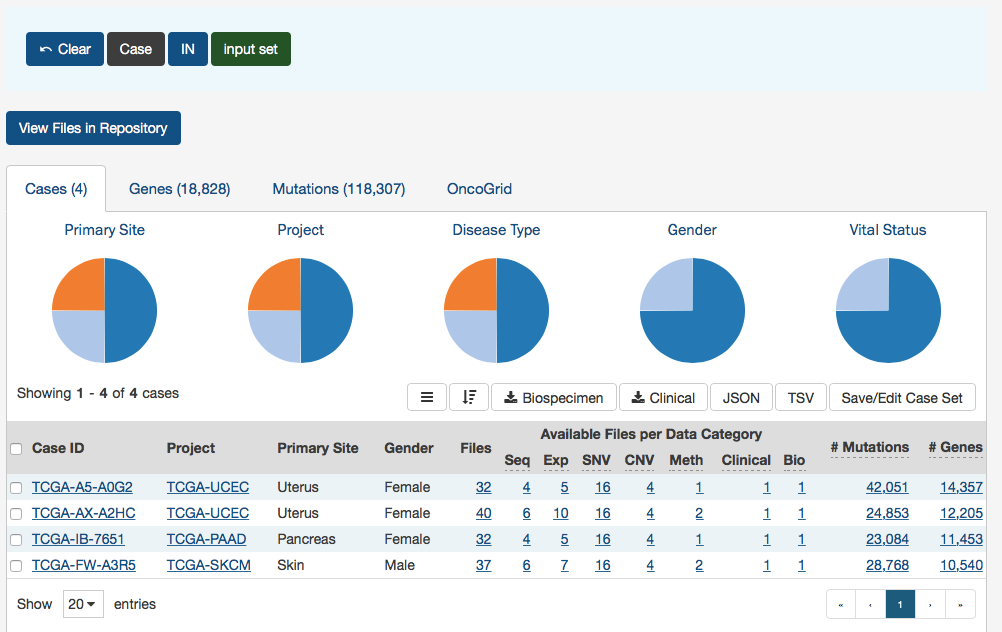 Clear Case IN input set
View Files in Repository
Cases (4) Genes (18,828) Mutations (118,307) OncoGrid
Primary Site Project Disease Type Gender Vital Status
Showing 1 - 4 of 4 cases
Biospecimen Clinical JSON TSV Save/Edit Case Set
Available Files per Data Category
Case ID Project Primary Site Gender Files # Mutations # Genes
Seq Exp SNV CNV Meth Clinical Bio
TCGA-A5-A0G2 TCGA-UCEC Uterus Female 32 4 5 16 4 1 1 1 42,051 14,357
TCGA-AX-A2HC TCGA-UCEC Uterus Female 40 6 10 16 4 2 1 1 24,853 12,205
TCGA-IB-7651 TCGA-PAAD Pancreas Female 32 4 5 16 4 1 1 1 23,084 11,453
TCGA-FW-A3R5 TCGA-SKCM Skin Male 37 6 7 16 4 2 1 1 28,768 10,540
Show 20 entries « ‹ 1 › »